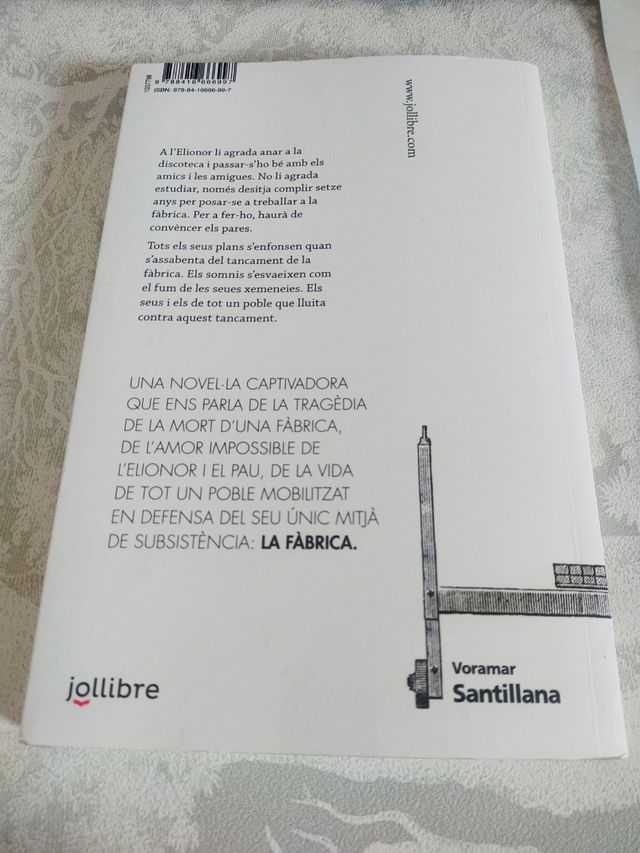 9 788416 666997
ISBN: 978-84-16666-99-7
www.jollibre.com
A l'Elionor li agrada anar a la
discoteca i passar-s'ho bé amb els
amics i les amigues. No li agrada
estudiar, només desitja complir setze
anys per posar-se a treballar a la
fàbrica. Per a fer-ho, haurà de
convèncer els pares.
Tots els seus plans s'enfonsen quan
s'assabenta del tancament de la
fàbrica. Els somnis s'esvaeixen com
el fum de les seues xemeneies. Els
seus i els de tot un poble que lluita
contra aquest tancament.
UNA NOVEL·LA CAPTIVADORA
QUE ENS PARLA DE LA TRAGÈDIA
DE LA MORT D'UNA FÀBRICA,
DE L'AMOR IMPOSSIBLE DE
L'ELIONOR I EL PAU, DE LA VIDA
DE TOT UN POBLE MOBILITZAT
EN DEFENSA DEL SEU ÚNIC MITJÀ
DE SUBSISTÈNCIA: LA FÀBRICA.
jollibre
Voramar
Santillana